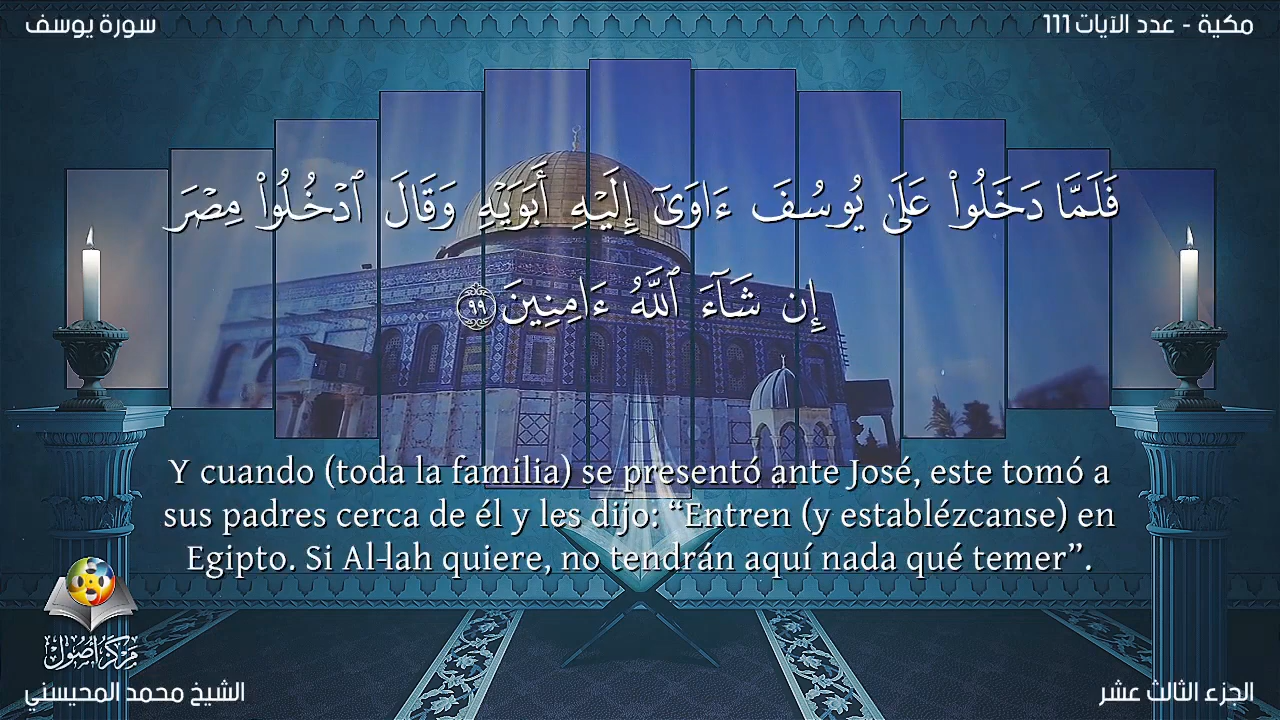 سورة يوسف
مكية - عدد الآيات 111
فَلَمَّا دَخَلُوا۟ عَلَىٰ يُوسُفَ ءَاوَىٰٓ إِلَيْهِ أَبَوَيْهِ وَقَالَ ٱدْخُلُوا۟ مِصْرَ
إِن شَآءَ ٱللَّهُ ءَامِنِينَ ٩٩
Y cuando (toda la familia) se presentó ante José, este tomó a
sus padres cerca de él y les dijo: “Entren (y establézcanse) en
Egipto. Si Al-lah quiere, no tendrán aquí nada qué temer”.
مركز أصول
الشيخ محمد المحيسني
الجزء الثالث عشر